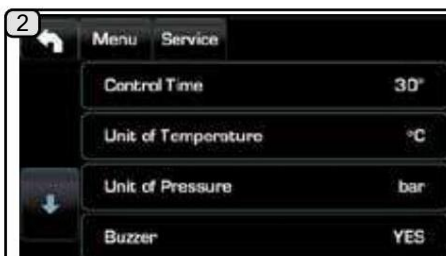 2
Menu Service
Control Time 30"
Unit of Temperature °C
Unit of Pressure bar
Buzzer YES